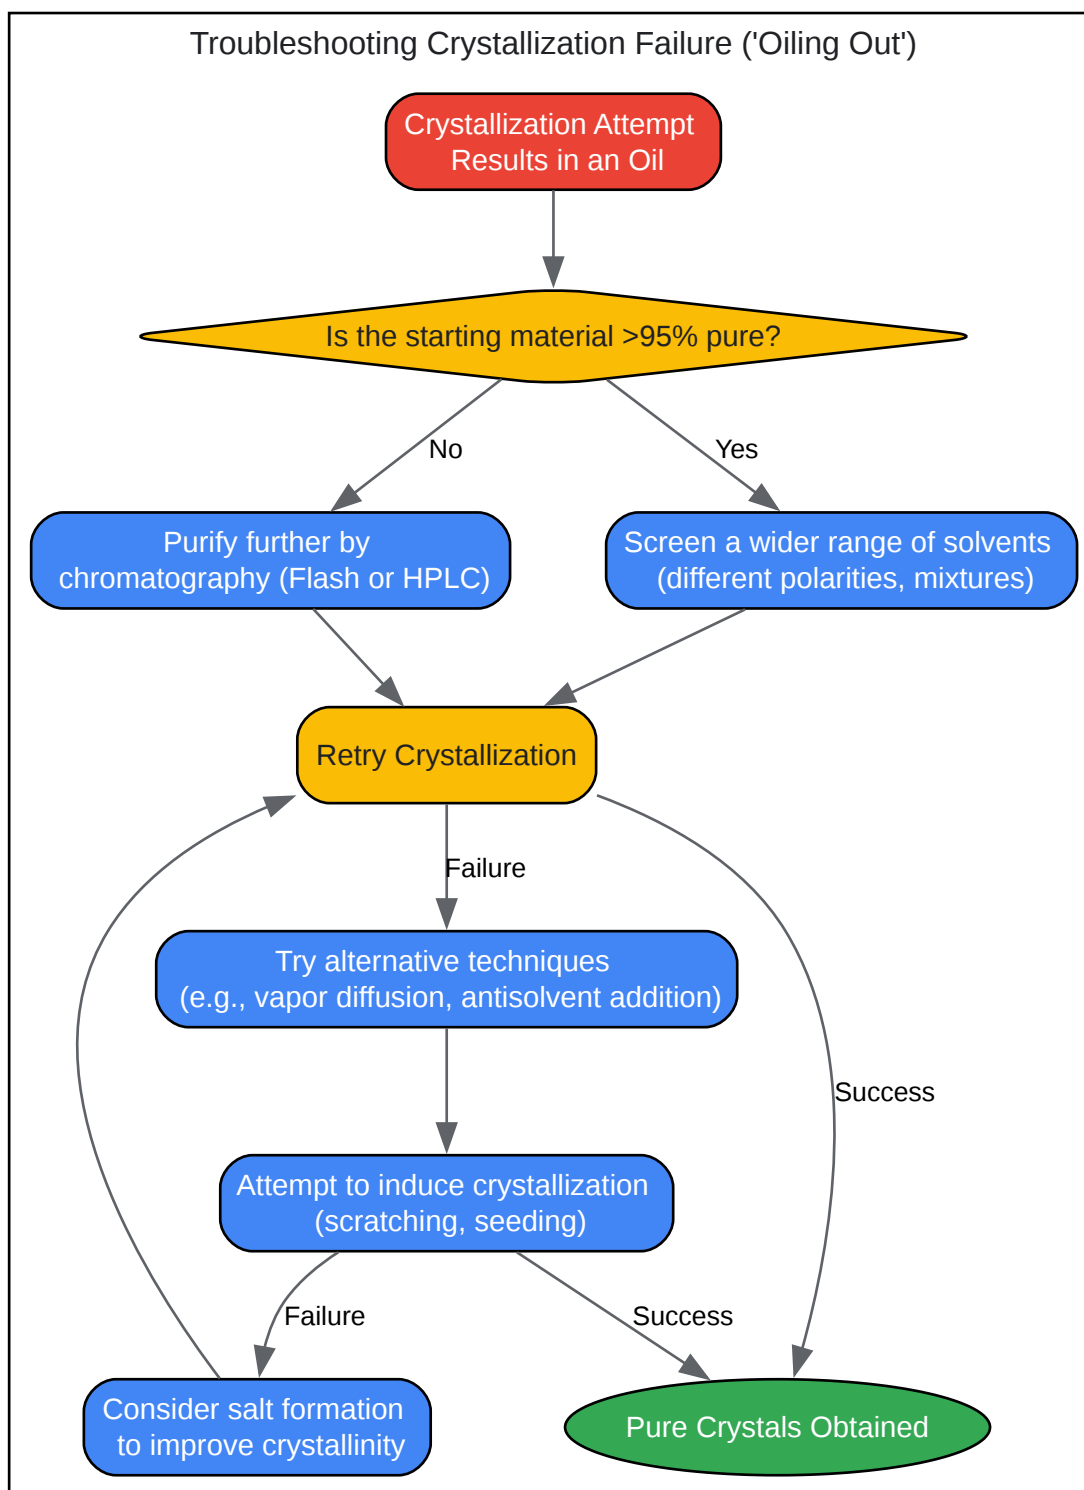 Troubleshooting Crystallization Failure ('Oiling Out')
Crystallization Attempt
Results in an Oil
Is the starting material >95% pure?
No
Yes
Purify further by
chromatography (Flash or HPLC)
Screen a wider range of solvents
(different polarities, mixtures)
Retry Crystallization
Failure
Try alternative techniques
(e.g., vapor diffusion, antisolvent addition)
Success
Attempt to induce crystallization
(scratching, seeding)
Failure
Success
Consider salt formation
to improve crystallinity
Pure Crystals Obtained